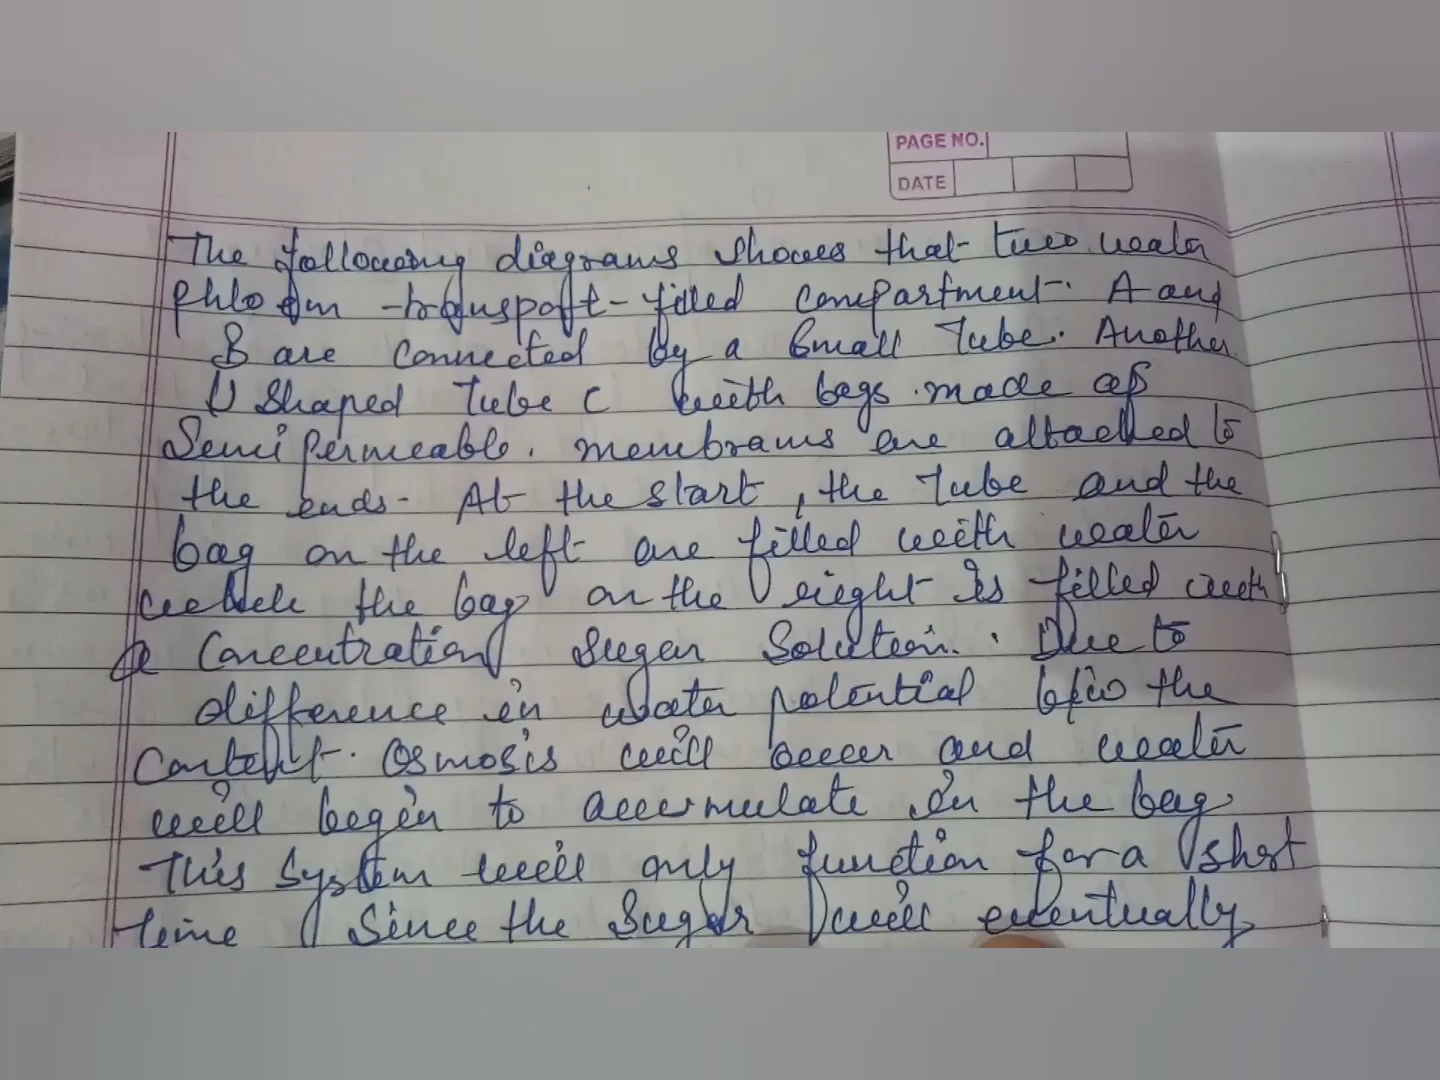 PAGE NO.
DATE
The following diagrams shows that two water
phloem transport-filled compartment. A and
B are connected by a small tube. Another
U shaped tube C with bags made of
Semi permeable. membrans are attached to
the ends. At the start, the tube and the
bag on the left are filled with water
while the bag on the right is filled with
a Concentration sugar solution. Due to
difference in water potential b/w the
content. Osmosis will occur and water
will begin to accumulate in the bag
This system will only function for a short
time Since the sugar will eventually